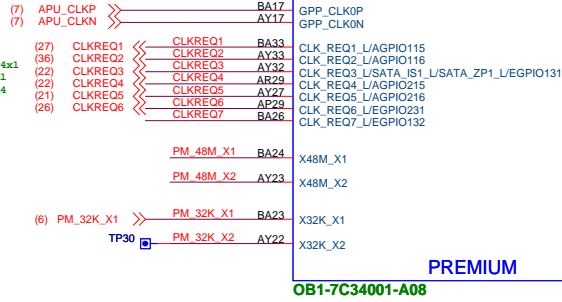 (7) APU_CLKP BA17 GPP_CLK0P
(7) APU_CLKN AY17 GPP_CLK0N
(27) CLKREQ1 CLKREQ1 BA33 CLK_REQ1_L/AGPIO115
(36) CLKREQ2 CLKREQ2 AY33 CLK_REQ2_L/AGPIO116
4x1 (22) CLKREQ3 CLKREQ3 AY32 CLK_REQ3_L/SATA_IS1_L/SATA_ZP1_L/EGPIO131
1 (22) CLKREQ4 CLKREQ4 AR29 CLK_REQ4_L/AGPIO215
4 (21) CLKREQ5 CLKREQ5 AY27 CLK_REQ5_L/AGPIO216
(26) CLKREQ6 CLKREQ6 AP29 CLK_REQ6_L/EGPIO231
CLKREQ7 BA26 CLK_REQ7_L/EGPIO132
PM_48M_X1 BA24 X48M_X1
PM_48M_X2 AY23 X48M_X2
(6) PM_32K_X1 PM_32K_X1 BA23 X32K_X1
TP30 PM_32K_X2 AY22 X32K_X2
PREMIUM
OB1-7C34001-A08